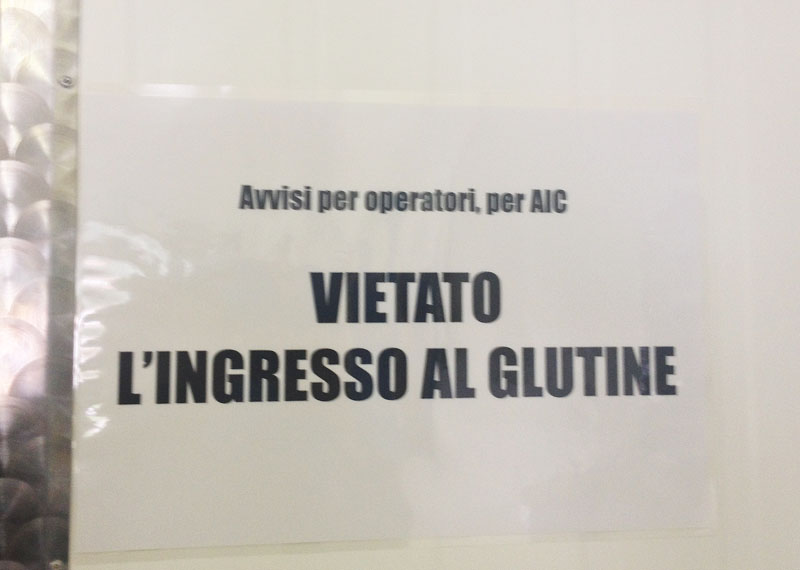 Avvisi per operatori, per AIC
VIETATO
L'INGRESSO AL GLUTINE